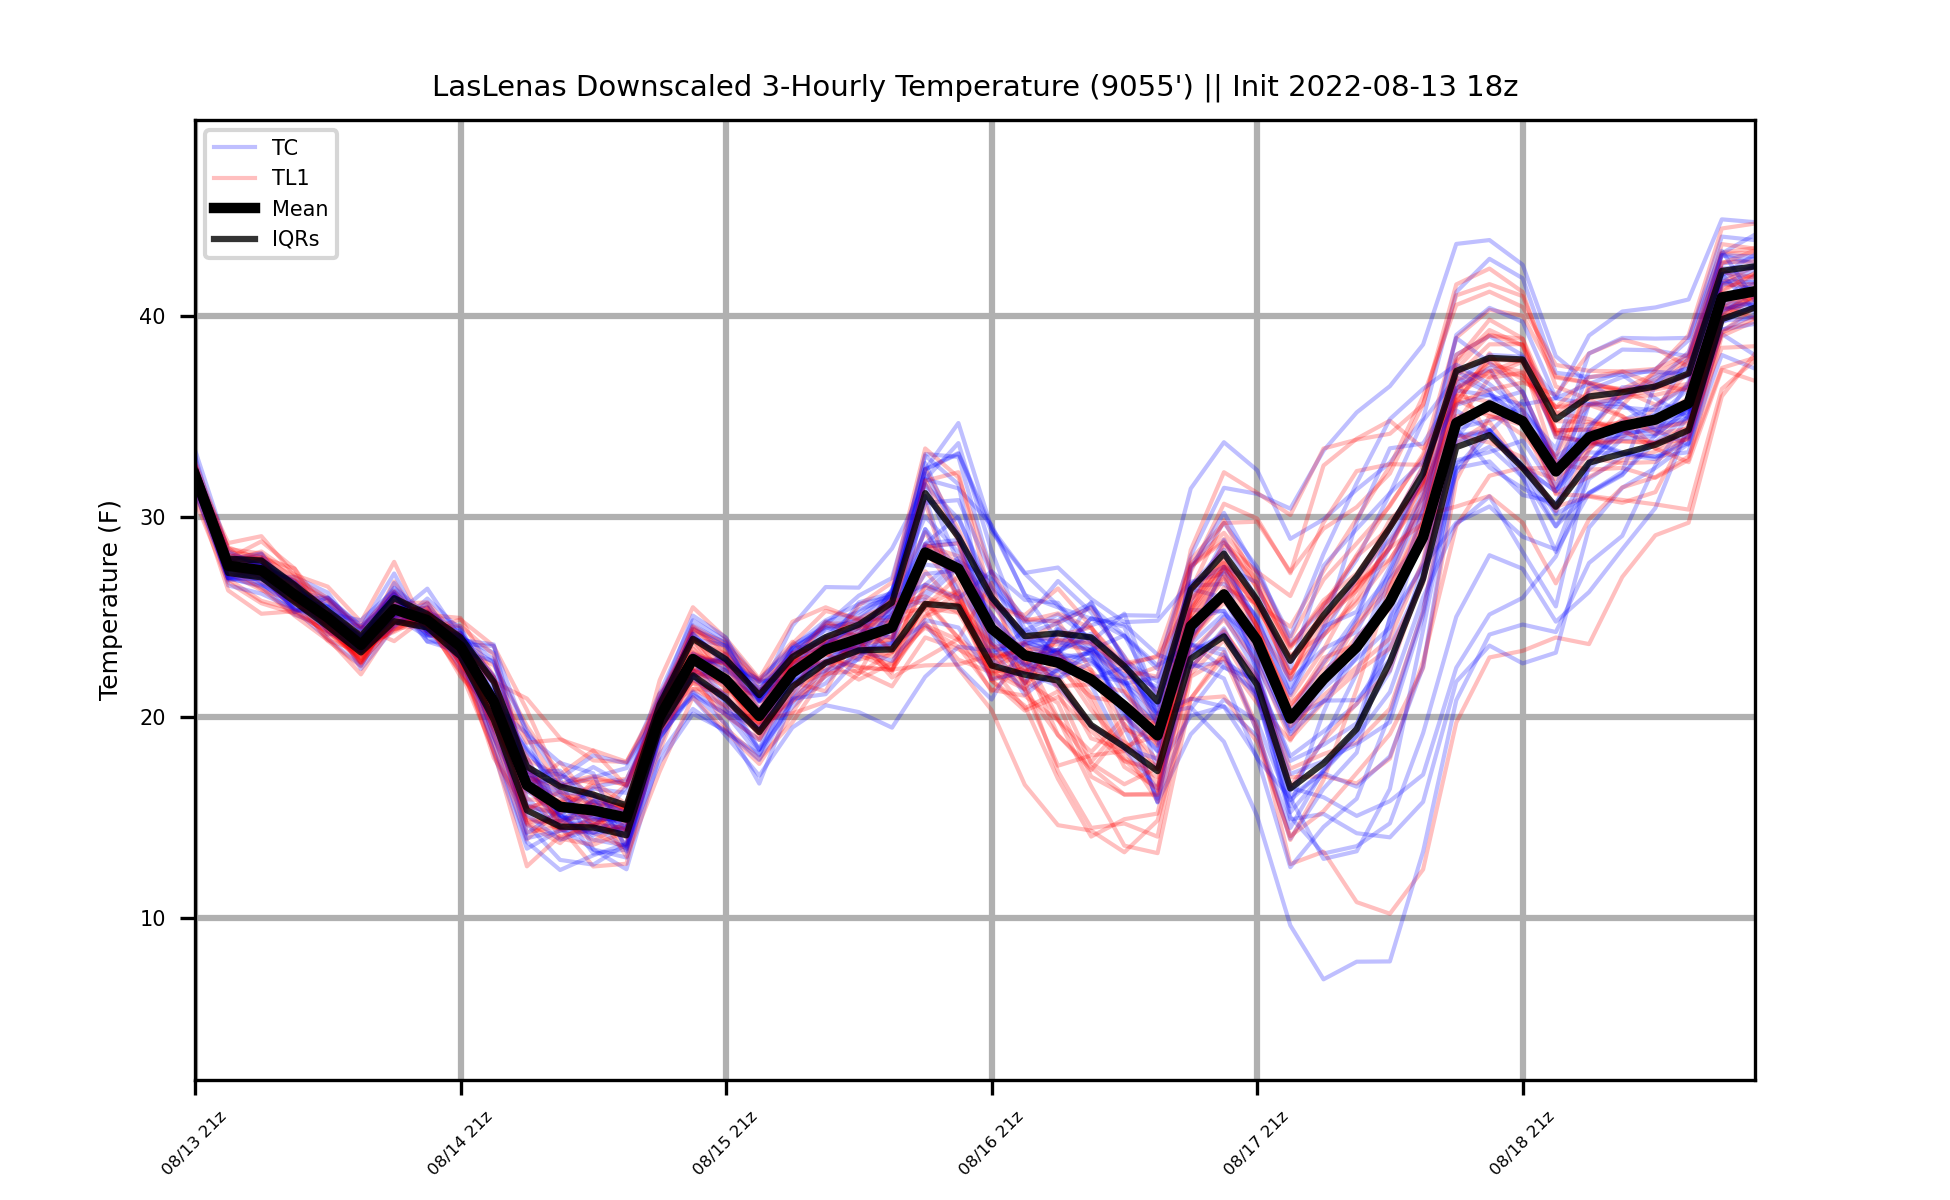 LasLenas Downscaled 3-Hourly Temperature (9055') || Init 2022-08-13 18z
TC
TL1
Mean
IQRs
Temperature (F)
40
30
20
10
08/13 21z
08/14 21z
08/15 21z
08/16 21z
08/17 21z
08/18 21z